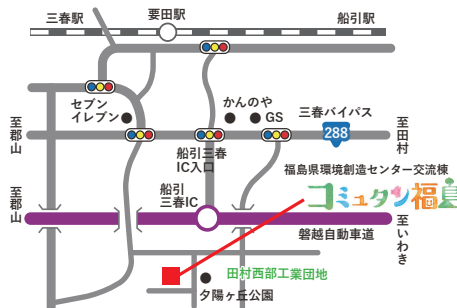 三春駅
要田駅
船引駅
セブン
イレブン
かんのや
GS
三春バイパス
288
至郡山
至田村
船引三春
IC入口
福島県環境創造センター交流棟
コミュタン福島
船引
三春IC
至郡山
至いわき
磐越自動車道
田村西部工業団地
夕陽ヶ丘公園